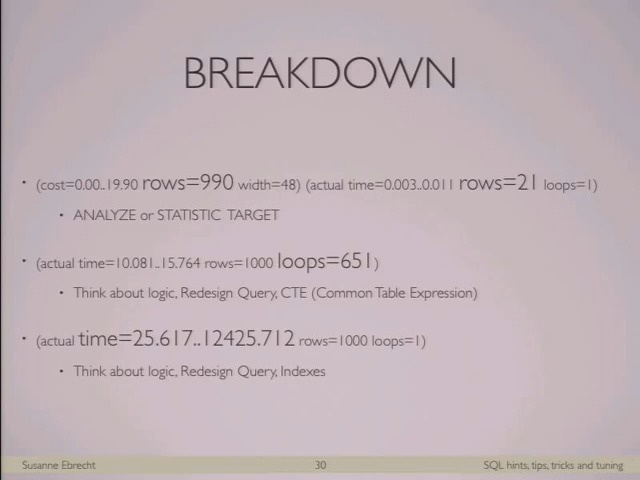 BREAKDOWN
• (cost=0.00..19.90 rows=990 width=48) (actual time=0.003..0.011 rows=21 loops=1)
• ANALYZE or STATISTIC TARGET
• (actual time=10.081..15.764 rows=1000 loops=651)
• Think about logic, Redesign Query, CTE (Common Table Expression)
• (actual time=25.617..12425.712 rows=1000 loops=1)
• Think about logic, Redesign Query, Indexes
Susanne Ebrecht 30 SQL hints, tips, tricks and tuning